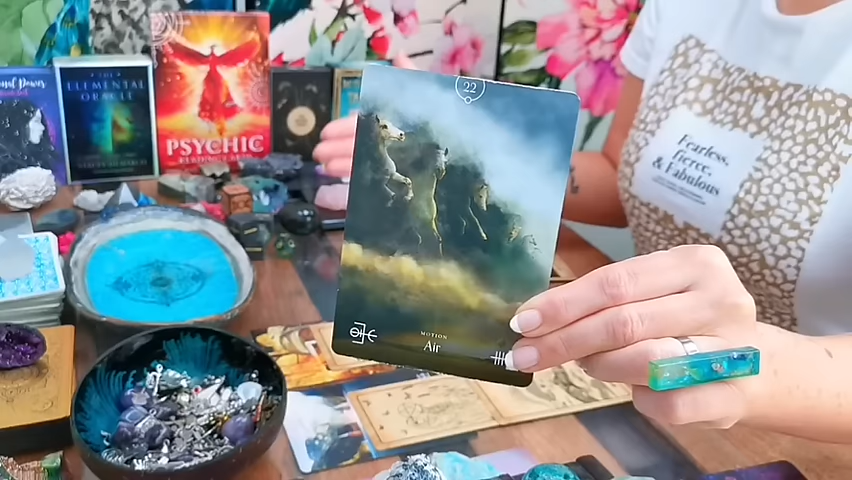 THE
ELEMENTAL
ORACLE
PSYCHIC
22
MOTION
Air
Fearless,
fierce,
& Fabulous